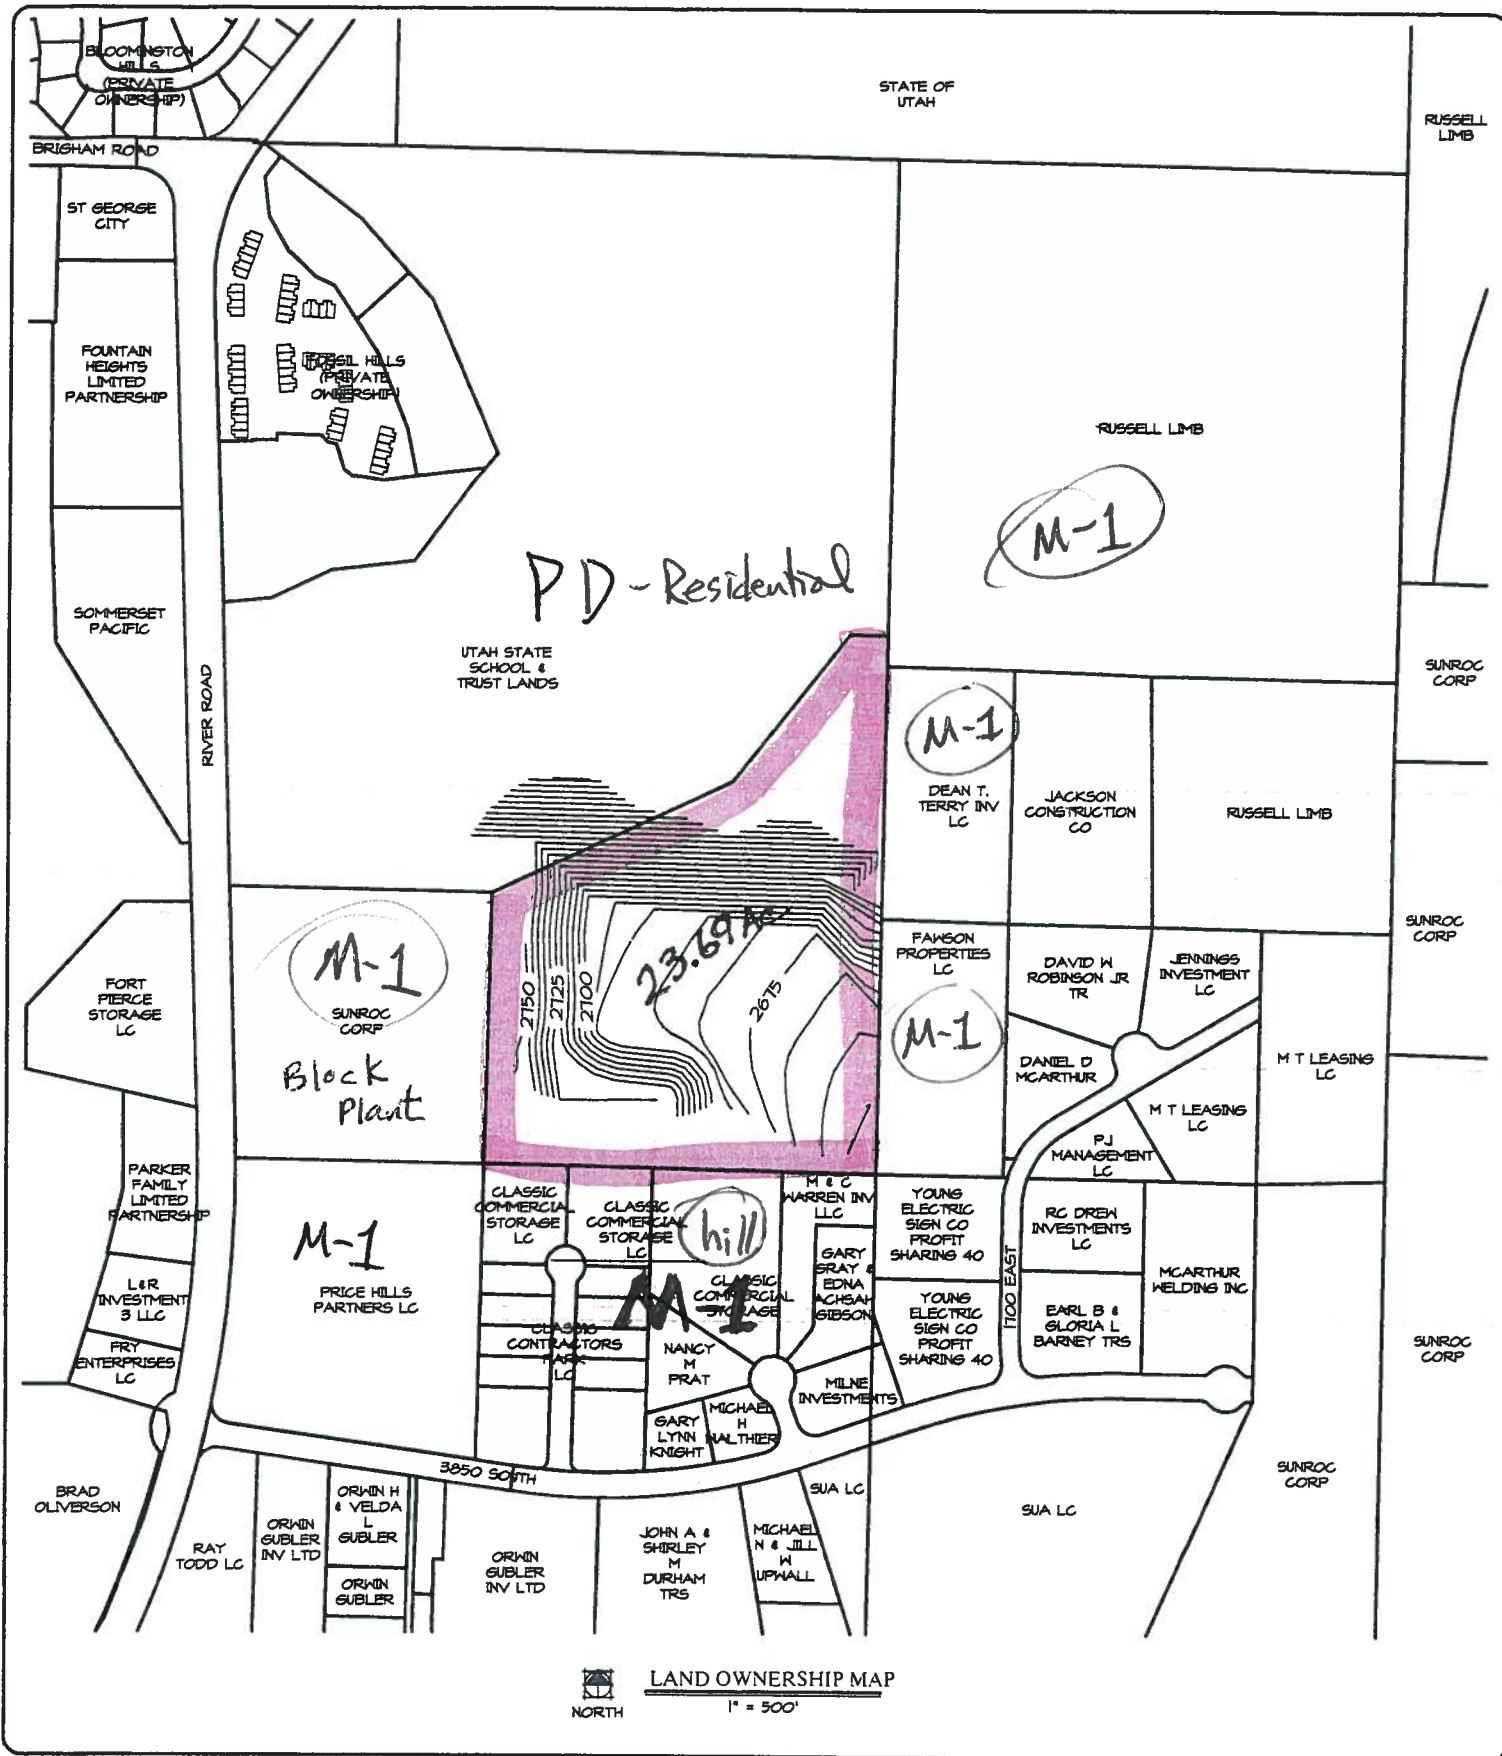 BLOOMINGTON
HILLS
(PRIVATE
OWNERSHIP)
STATE OF
UTAH
RUSSELL
LIMB
BRIGHAM ROAD
ST GEORGE
CITY
FOUNTAIN
HEIGHTS
LIMITED
PARTNERSHIP
FOSSIL HILLS
(PRIVATE
OWNERSHIP)
RUSSELL LIMB
M-1
PD-Residential
SOMMERSET
PACIFIC
UTAH STATE
SCHOOL &
TRUST LANDS
RIVER ROAD
SUNROC
CORP
M-1
DEAN T.
TERRY INV
LC
JACKSON
CONSTRUCTION
CO
RUSSELL LIMB
SUNROC
CORP
FORT
PIERCE
STORAGE
LC
M-1
SUNROC
CORP
Block
Plant
2750
2725
2700
23.69 Ac
2675
FAWSON
PROPERTIES
LC
M-1
DAVID W
ROBINSON JR
TR
JENNINGS
INVESTMENT
LC
DANIEL D
MCARTHUR
M T LEASING
LC
M T LEASING
LC
PJ
MANAGEMENT
LC
PARKER
FAMILY
LIMITED
PARTNERSHIP
M-1
PRICE HILLS
PARTNERS LC
CLASSIC
COMMERCIAL
STORAGE
LC
CLASSIC
COMMERCIAL
STORAGE
LC
hill
M & C
WARREN INV
LLC
YOUNG
ELECTRIC
SIGN CO
PROFIT
SHARING 40
RC DREW
INVESTMENTS
LC
MCARTHUR
WELDING INC
L&R
INVESTMENT
3 LLC
FRY
ENTERPRISES
LC
CLASSIC
CONTRACTORS
PARK
LC
M-1
CLASSIC
COMMERCIAL
STORAGE
GARY
GRAY &
EDNA
ACHSAH
GIBSON
YOUNG
ELECTRIC
SIGN CO
PROFIT
SHARING 40
1700 EAST
EARL B &
GLORIA L
BARNEY TRS
SUNROC
CORP
NANCY
M
PRAT
MILNE
INVESTMENTS
GARY
LYNN
KNIGHT
MICHAEL
H
WALTHIER
3850 SOUTH
BRAD
OLIVERSON
RAY
TODD LC
ORWIN
GUBLER
INV LTD
ORWIN H
& VELDA
L
GUBLER
ORWIN
GUBLER
ORWIN
GUBLER
INV LTD
JOHN A &
SHIRLEY
M
DURHAM
TRS
MICHAEL
N & JILL
W
UPWALL
SUA LC
SUA LC
SUNROC
CORP
NORTH
LAND OWNERSHIP MAP
1" = 500'